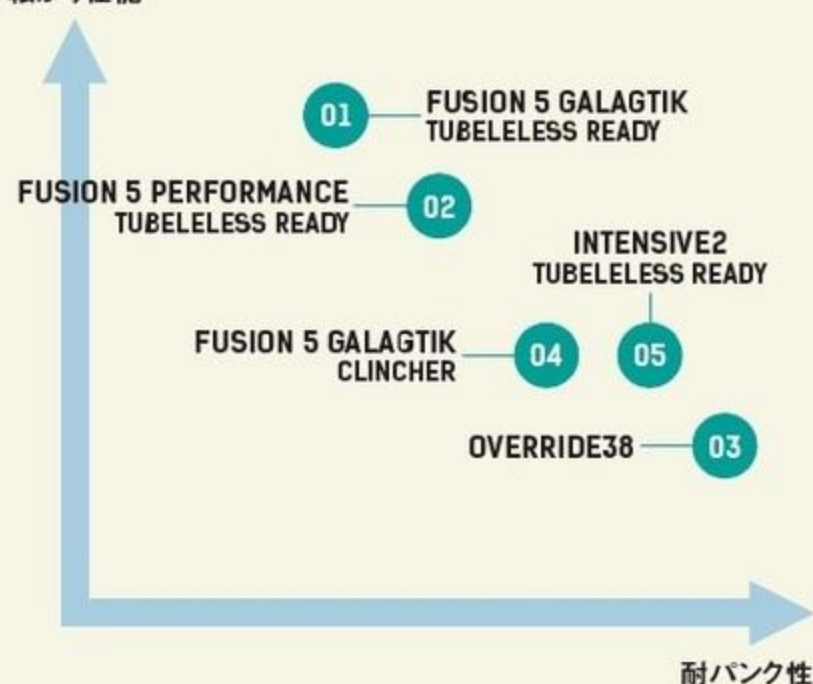 01
FUSION 5 GALAGTIK
TUBELELESS READY
FUSION 5 PERFORMANCE
TUBELELESS READY
02
INTENSIVE2
TUBELELESS READY
FUSION 5 GALAGTIK
CLINCHER
04
05
OVERRIDE38
03
耐パンク性